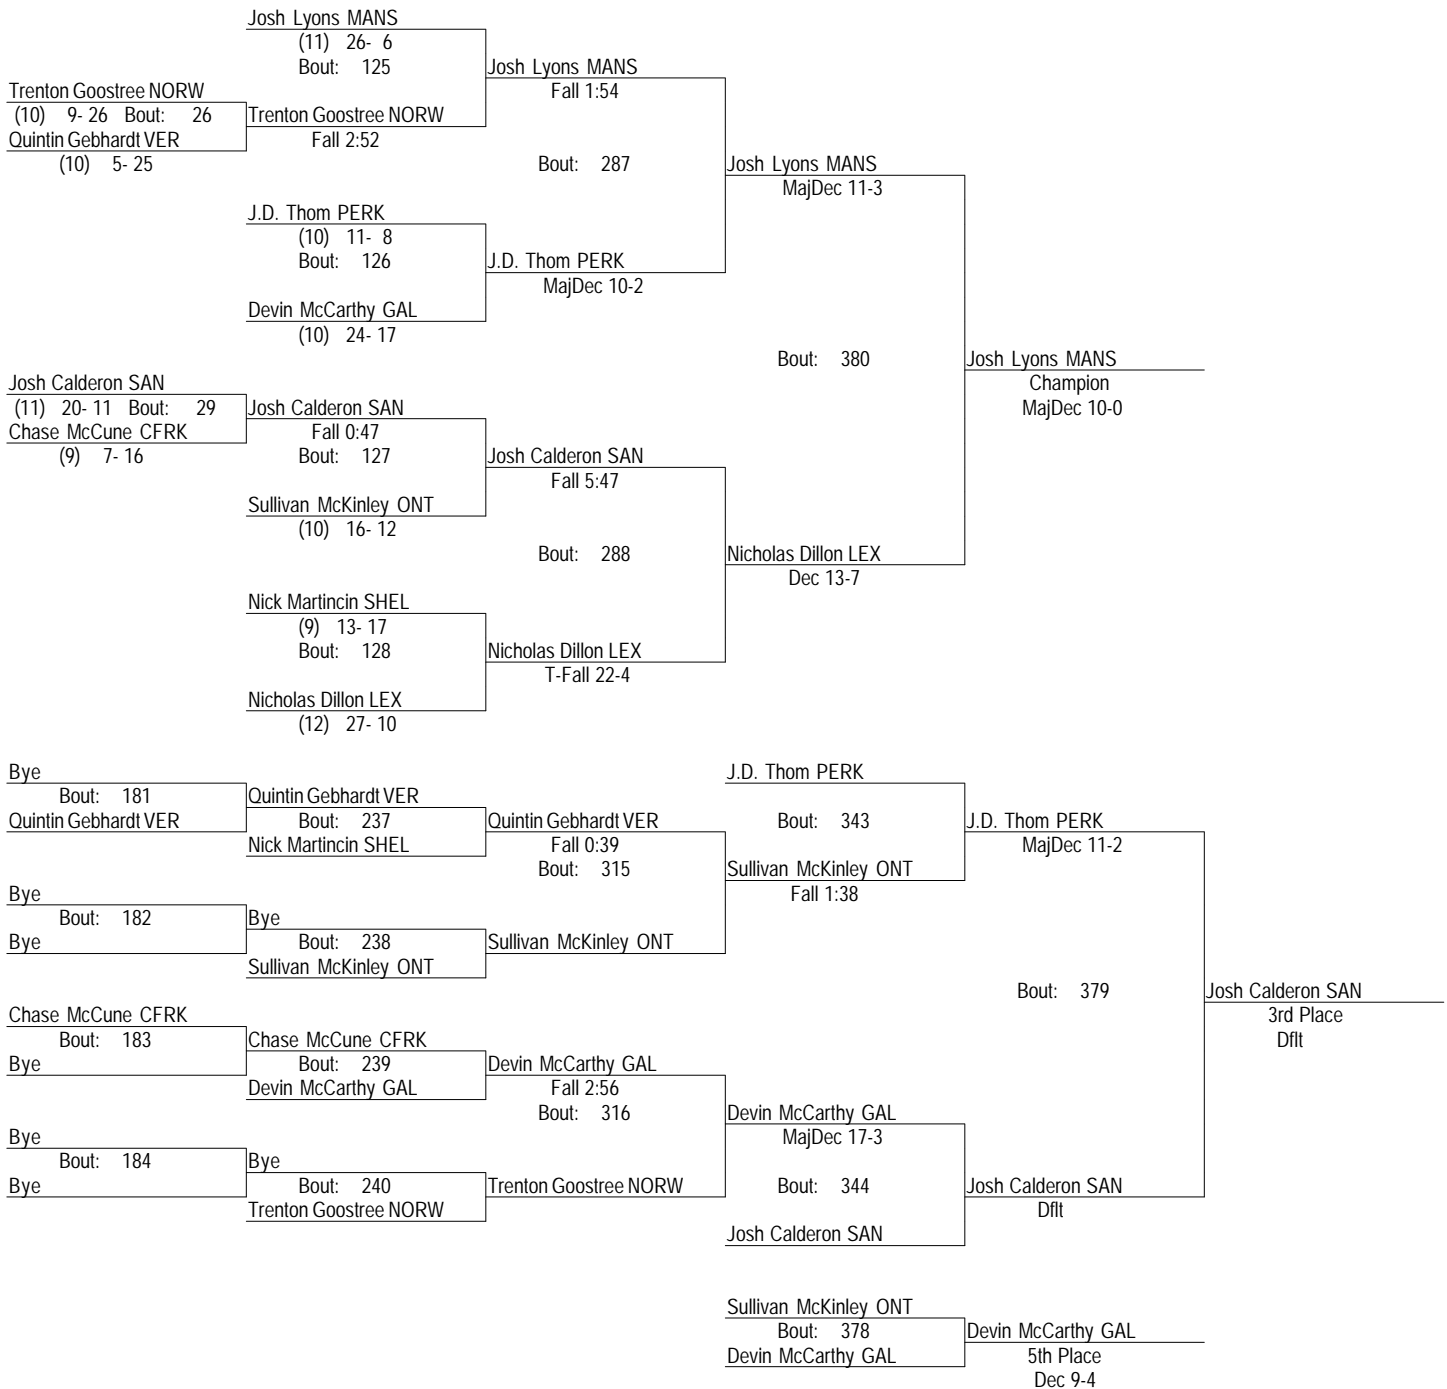 Josh Lyons MANS
(11) 26- 6
Bout: 125
Josh Lyons MANS
Fall 1:54
Trenton Goostree NORW
(10) 9- 26 Bout: 26
Trenton Goostree NORW
Quintin Gebhardt VER
Fall 2:52
(10) 5- 25
Bout: 287
Josh Lyons MANS
MajDec 11-3
J.D. Thom PERK
(10) 11- 8
Bout: 126
J.D. Thom PERK
MajDec 10-2
Devin McCarthy GAL
(10) 24- 17
Bout: 380
Josh Lyons MANS
Champion
MajDec 10-0
Josh Calderon SAN
(11) 20- 11 Bout: 29
Josh Calderon SAN
Chase McCune CFRK
Fall 0:47
(9) 7- 16
Bout: 127
Josh Calderon SAN
Fall 5:47
Sullivan McKinley ONT
(10) 16- 12
Bout: 288
Nicholas Dillon LEX
Dec 13-7
Nick Martincin SHEL
(9) 13- 17
Bout: 128
Nicholas Dillon LEX
T-Fall 22-4
Nicholas Dillon LEX
(12) 27- 10
Bye
Bout: 181
Quintin Gebhardt VER
Quintin Gebhardt VER
Bout: 237
Nick Martincin SHEL
Quintin Gebhardt VER
Fall 0:39
Bout: 315
J.D. Thom PERK
Bout: 343
J.D. Thom PERK
MajDec 11-2
Sullivan McKinley ONT
Fall 1:38
Bye
Bout: 182
Bye
Bye
Bout: 238
Sullivan McKinley ONT
Sullivan McKinley ONT
Bout: 379
Josh Calderon SAN
3rd Place
Dflt
Chase McCune CFRK
Bout: 183
Bye
Chase McCune CFRK
Bout: 239
Devin McCarthy GAL
Devin McCarthy GAL
Fall 2:56
Bout: 316
Devin McCarthy GAL
MajDec 17-3
Bye
Bout: 184
Bye
Bye
Bout: 240
Trenton Goostree NORW
Trenton Goostree NORW
Bout: 344
Josh Calderon SAN
Dflt
Josh Calderon SAN
Sullivan McKinley ONT
Bout: 378
Devin McCarthy GAL
Devin McCarthy GAL
5th Place
Dec 9-4